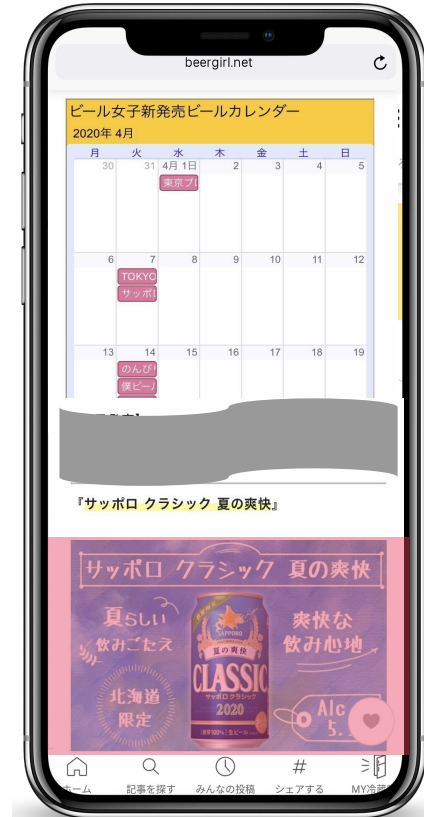 beergirl.net
ビール女子新発売ビールカレンダー
2020年 4月
月 火 水 木 金 土 日
30 31 4月 1日 2 3 4 5
東京ブ
6 7 8 9 10 11 12
TOKYO
サッポロ
13 14 15 16 17 18 19
のんび
僕ビー
『サッポロ クラシック 夏の爽快』
サッポロ クラシック 夏の爽快
夏らしい
飲みごたえ
爽快な
飲み心地
SAPPORO
夏の爽快
CLASSIC
サッポロクラシック
2020
北海道
限定
Alc
5.
ホーム 記事を探す みんなの投稿 シェアする MY冷蔵